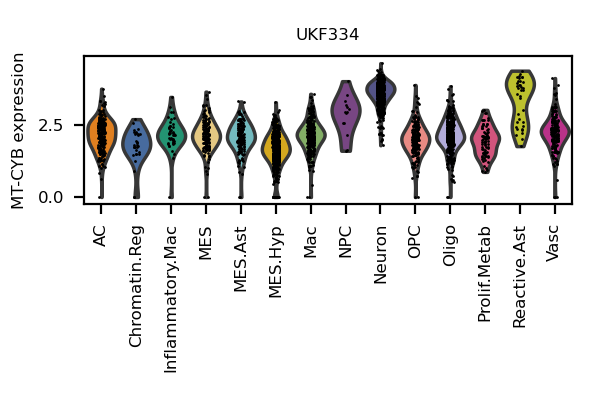 UKF334
MT-CYB expression
2.5
0.0
AC
Chromatin.Reg
Inflammatory.Mac
MES
MES.Ast
MES.Hyp
Mac
NPC
Neuron
OPC
Oligo
Prolif.Metab
Reactive.Ast
Vasc